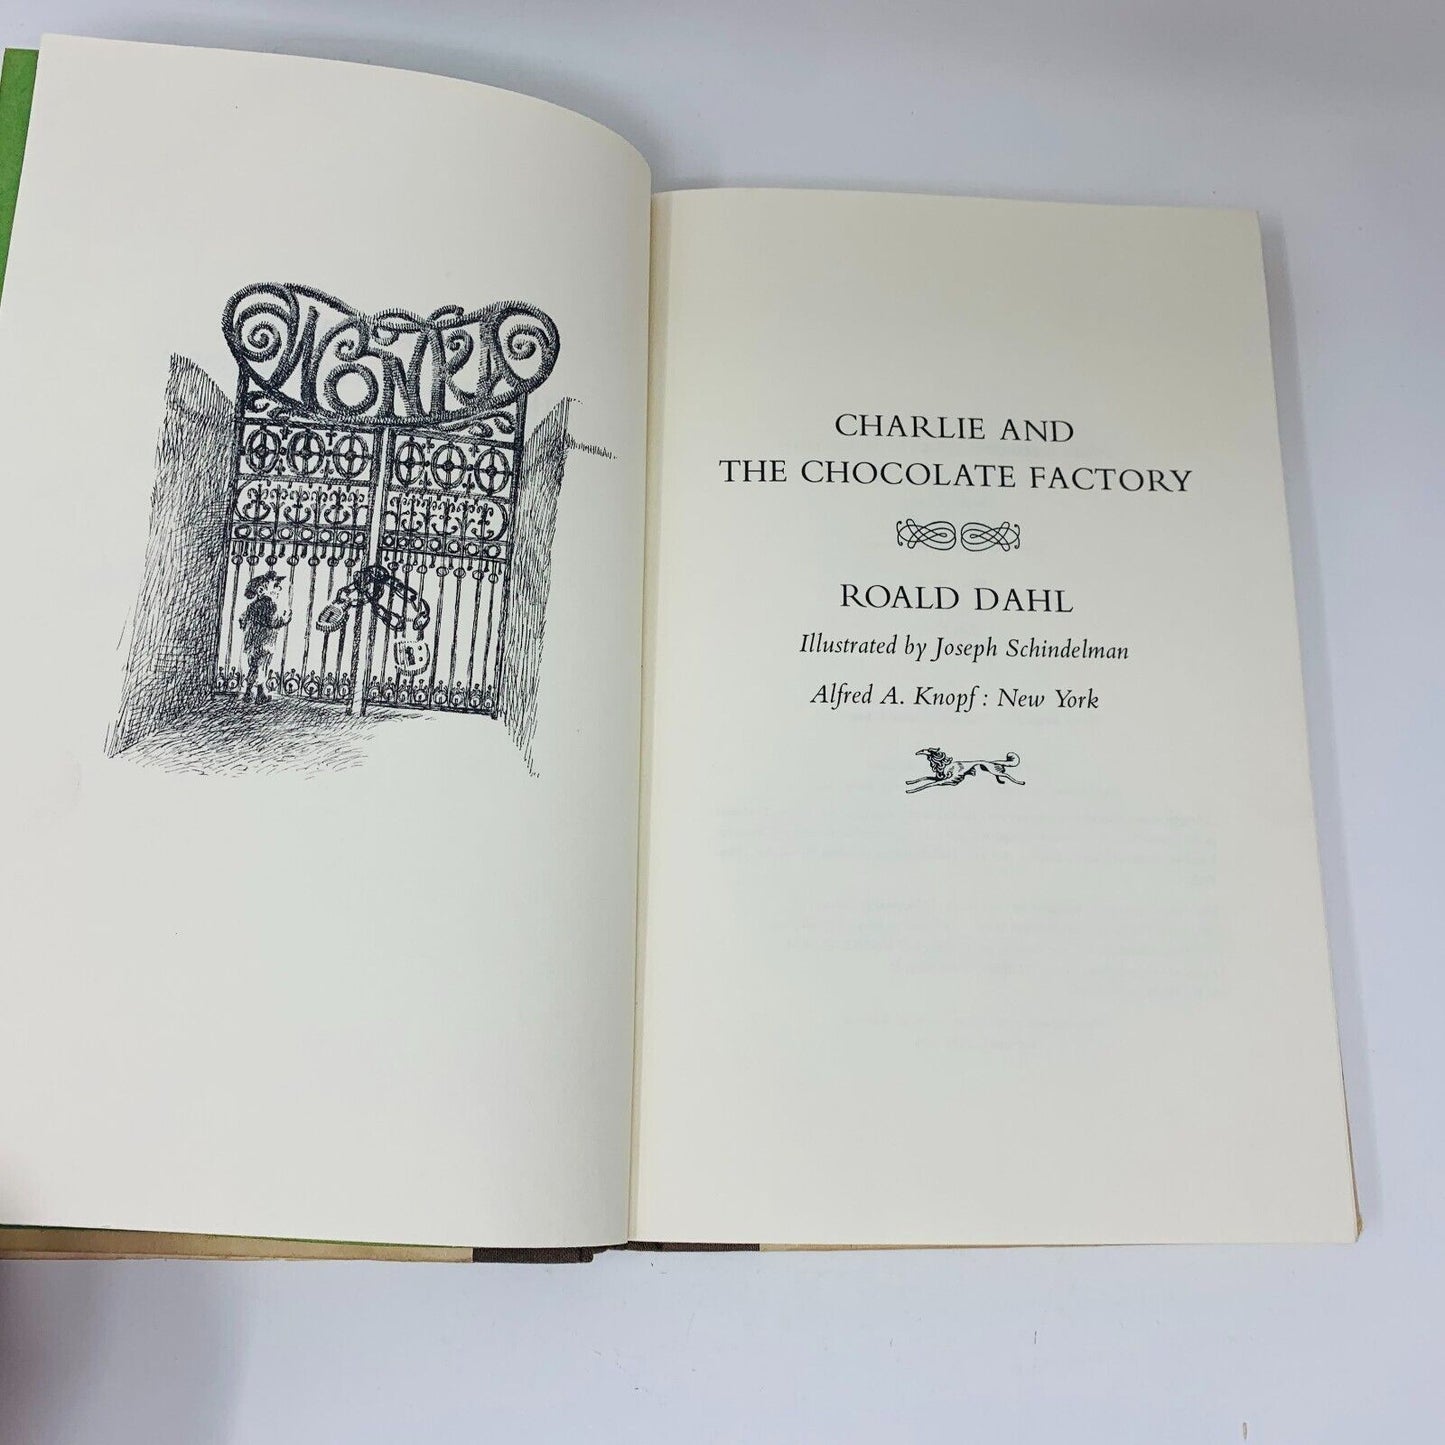 WONKA
CHARLIE AND
THE CHOCOLATE FACTORY
ROALD DAHL
Illustrated by Joseph Schindelman
Alfred A. Knopf : New York